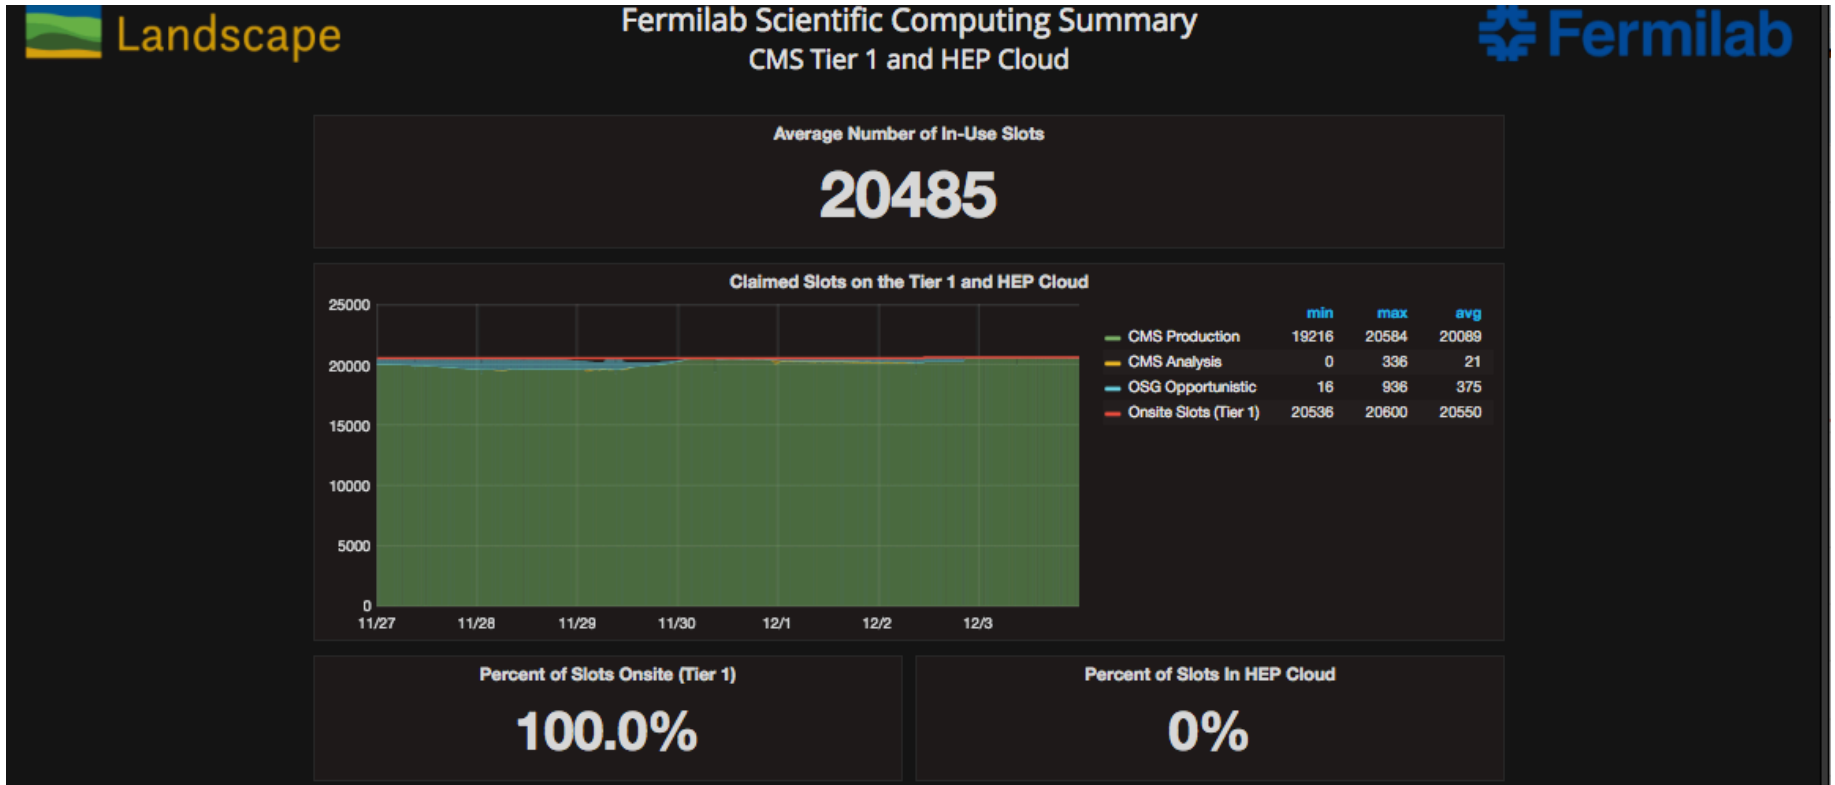 Landscape
Fermilab Scientific Computing Summary
CMS Tier 1 and HEP Cloud
Fermilab
Average Number of In-Use Slots
20485
Claimed Slots on the Tier 1 and HEP Cloud
25000
20000
15000
10000
5000
0
11/27 11/28 11/29 11/30 12/1 12/2 12/3
min max avg
CMS Production 19216 20584 20089
CMS Analysis 0 336 21
OSG Opportunistic 16 936 375
Onsite Slots (Tier 1) 20536 20600 20550
Percent of Slots Onsite (Tier 1)
100.0%
Percent of Slots In HEP Cloud
0%